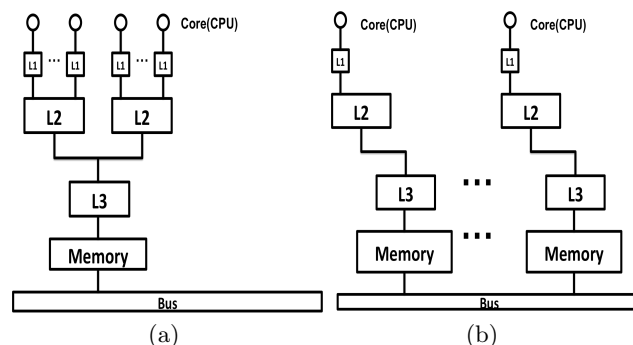 Core(CPU)
L1 ... L1 L1 ... L1
L2 L2
L3
Memory
Bus
(a)
Core(CPU) Core(CPU)
L1 L1
L2 L2
L3 ... L3
Memory ... Memory
Bus
(b)